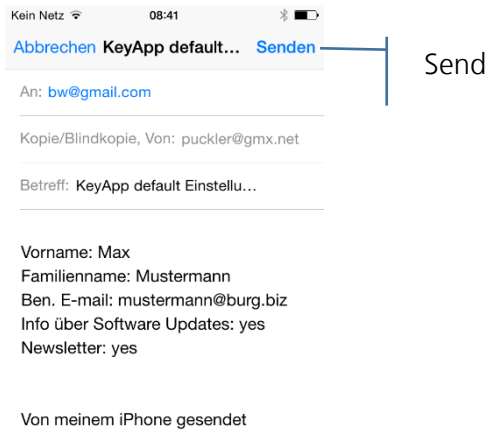 Kein Netz 08:41
Abbrechen KeyApp default... Senden
Send
An: bw@gmail.com
Kopie/Blindkopie, Von: puckler@gmx.net
Betreff: KeyApp default Einstellu...
Vorname: Max
Familienname: Mustermann
Ben. E-mail: mustermann@burg.biz
Info über Software Updates: yes
Newsletter: yes
Von meinem iPhone gesendet